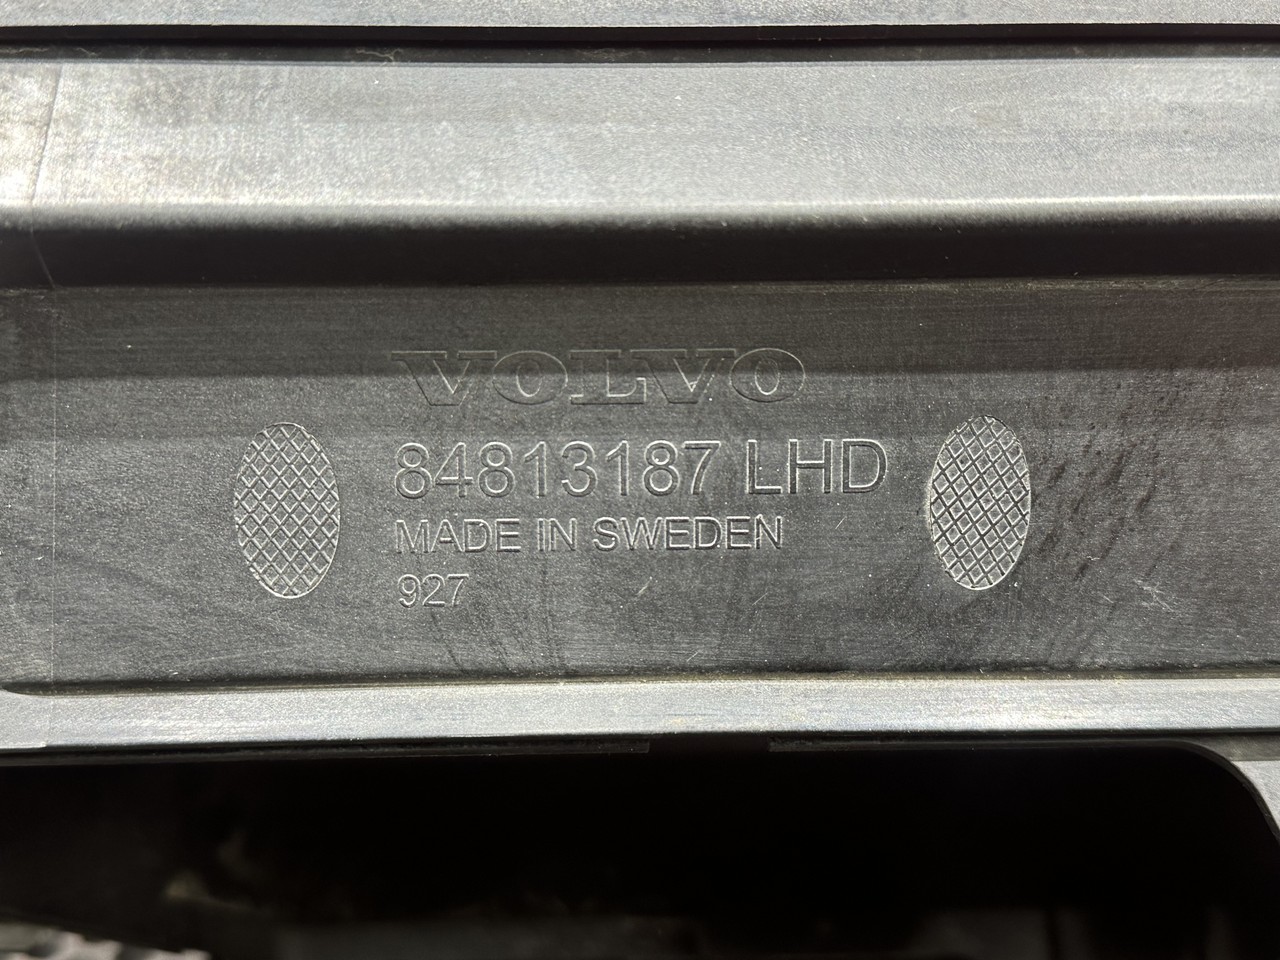 VOLVO
84813187 LHD
MADE IN SWEDEN
927